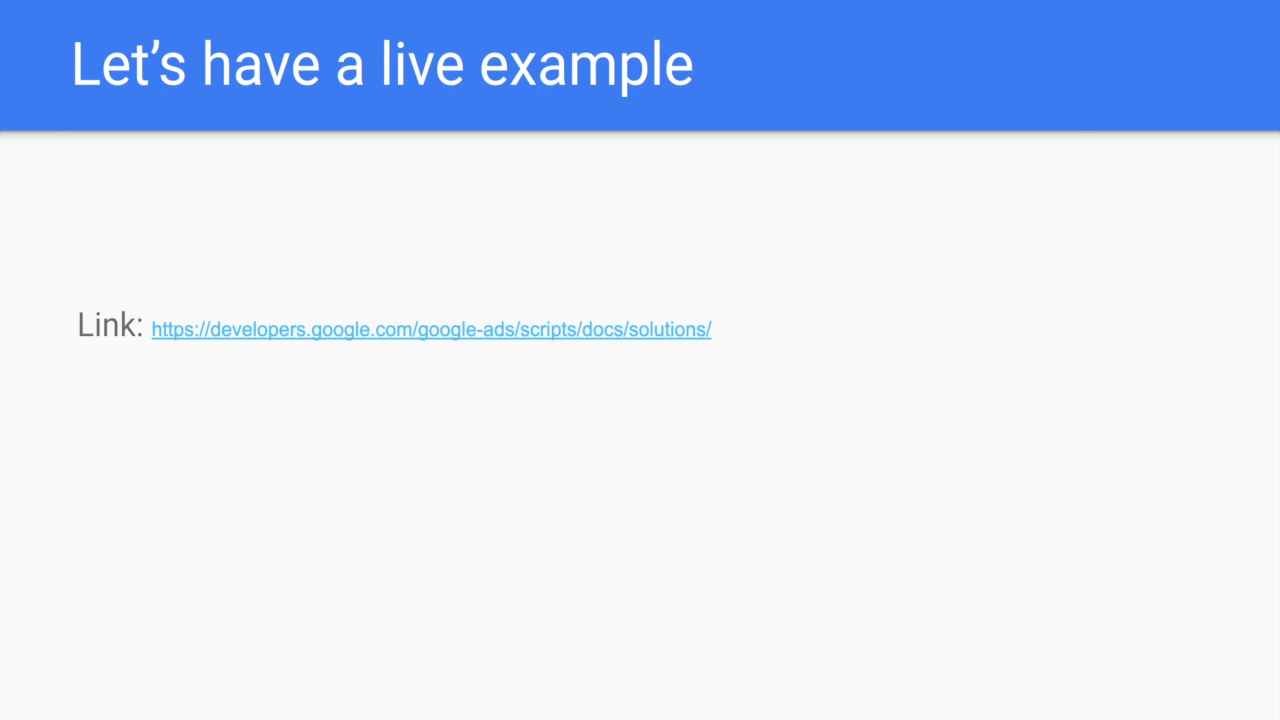 Let’s have a live example
Link: https://developers.google.com/google-ads/scripts/docs/solutions/